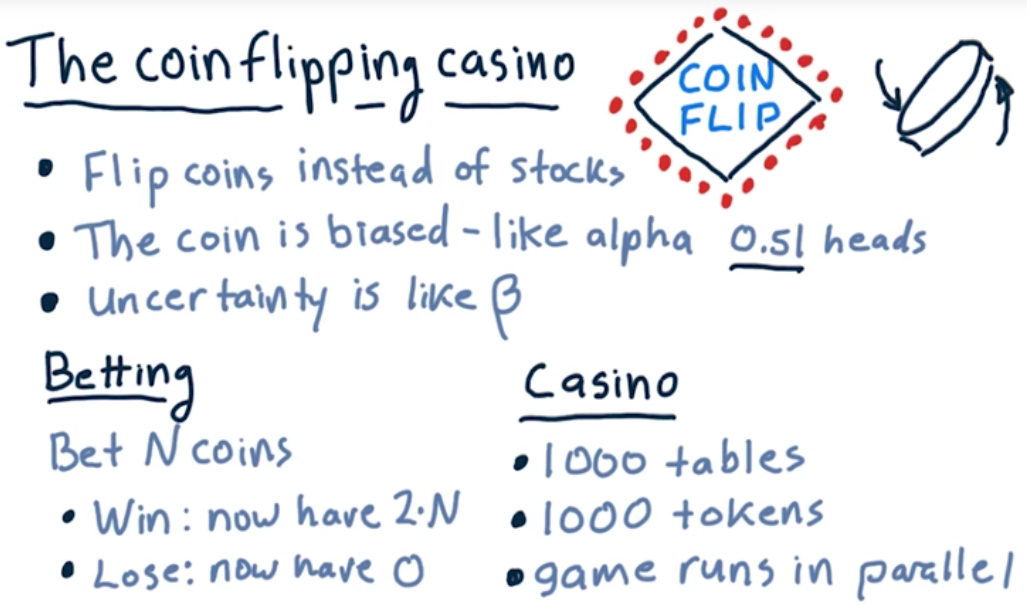 The coin flipping casino
COIN
FLIP
• Flip coins instead of stocks
• The coin is biased - like alpha 0.51 heads
• Uncertainty is like β
Betting
Bet N coins
• Win: now have 2·N
• Lose: now have 0
Casino
• 1000 tables
• 1000 tokens
• game runs in parallel